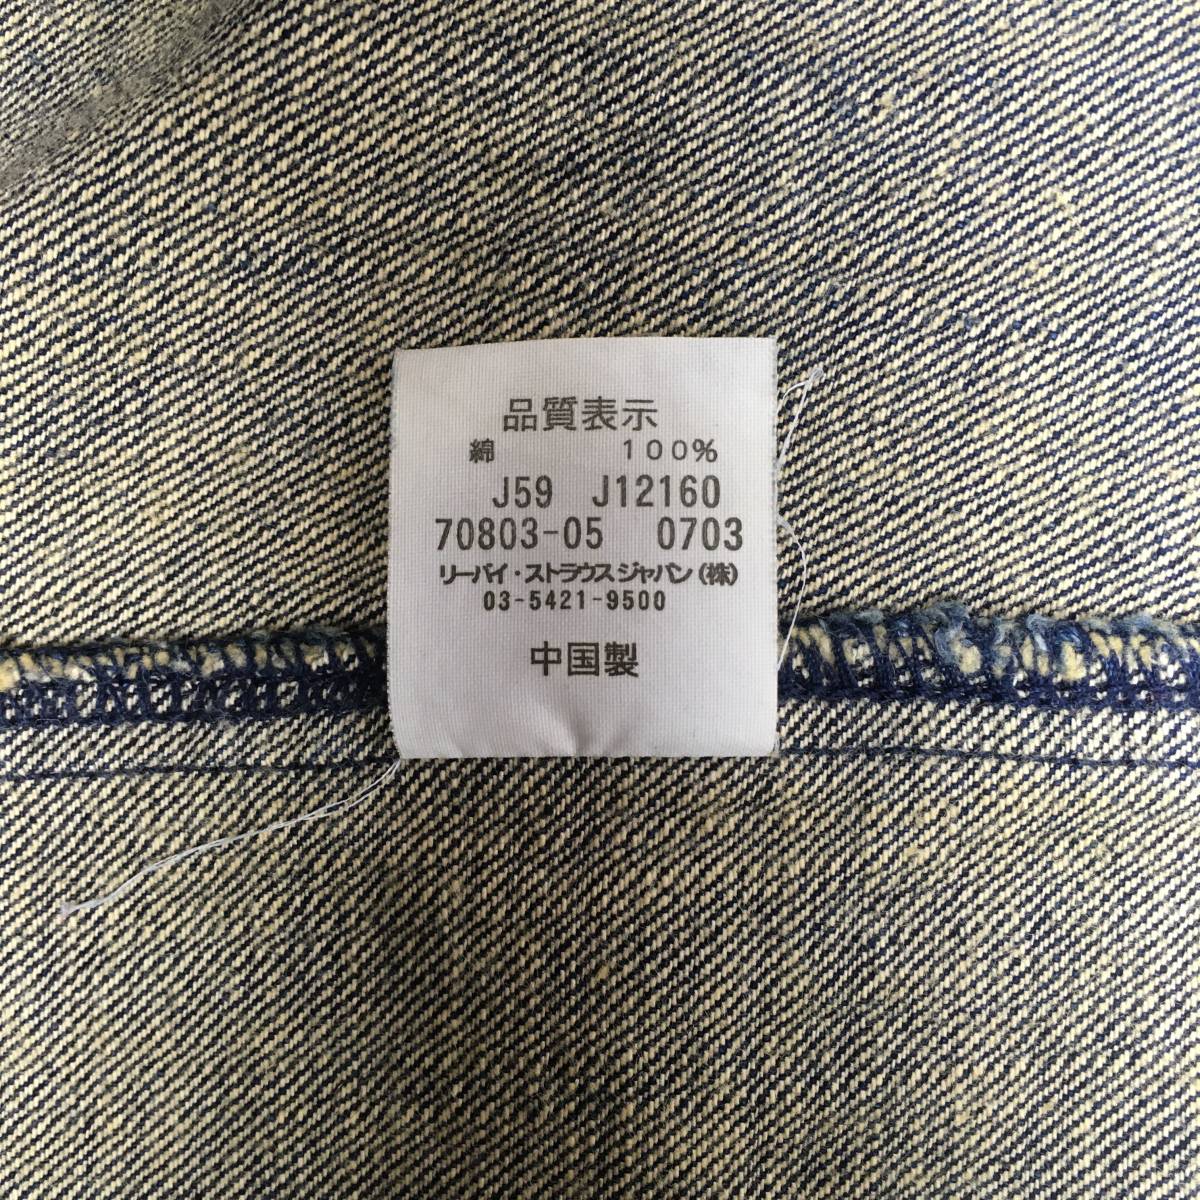 品質表示
綿 100%
J59 J12160
70803-05 0703
リーバイ・ストラウスジャパン(株)
03-5421-9500
中国製